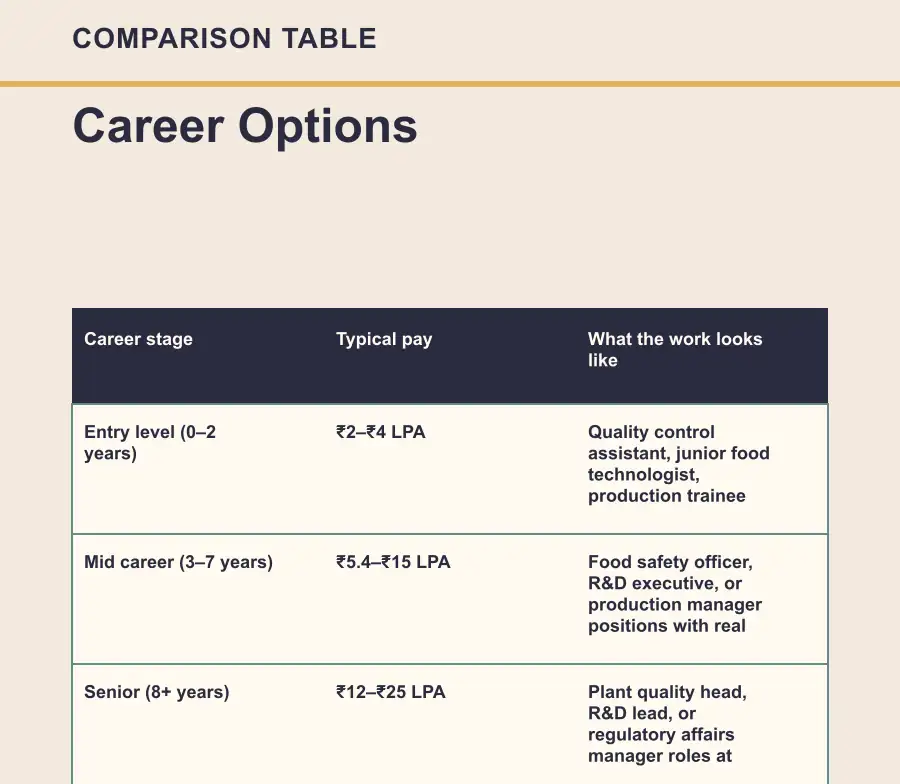 COMPARISON TABLE
Career Options
Career stage
Typical pay
What the work looks
like
Entry level (0–2
years)
₹2–₹4 LPA
Quality control
assistant, junior food
technologist,
production trainee
Mid career (3–7 years)
₹5.4–₹15 LPA
Food safety officer,
R&D executive, or
production manager
positions with real
Senior (8+ years)
₹12–₹25 LPA
Plant quality head,
R&D lead, or
regulatory affairs
manager roles at